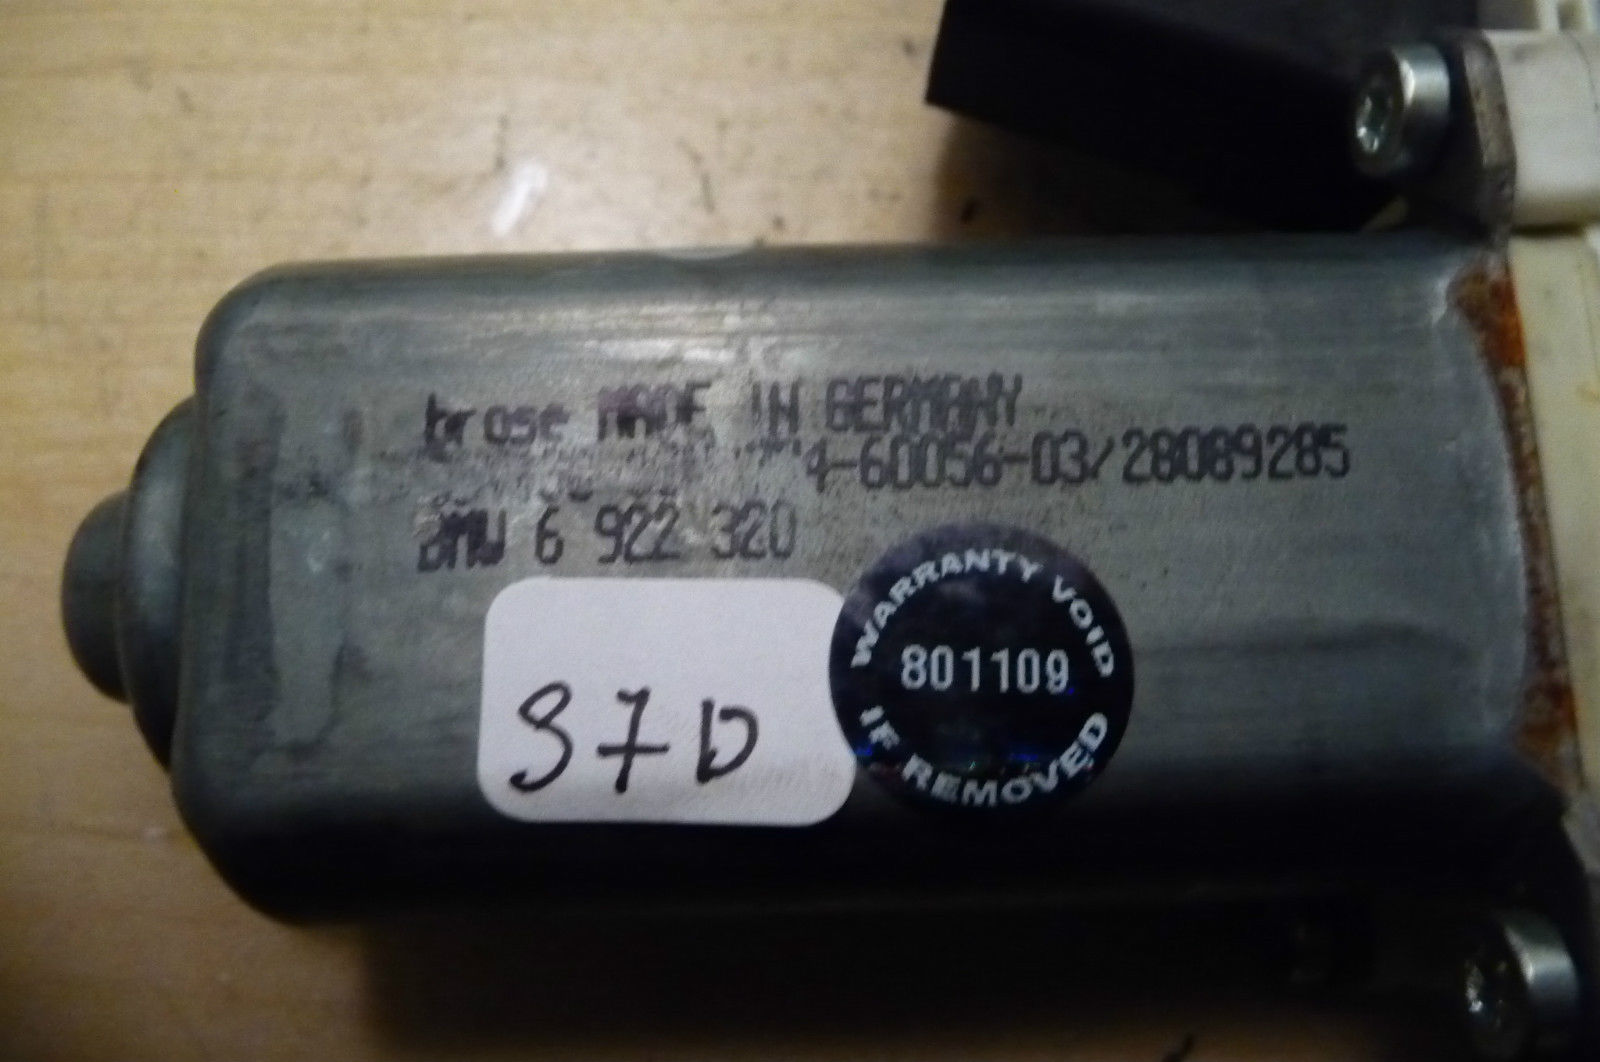 brose MADE IN GERMANY
4-60056-03/28089285
BMW 6 922 320
S7D
WARRANTY VOID
801109
IF REMOVED